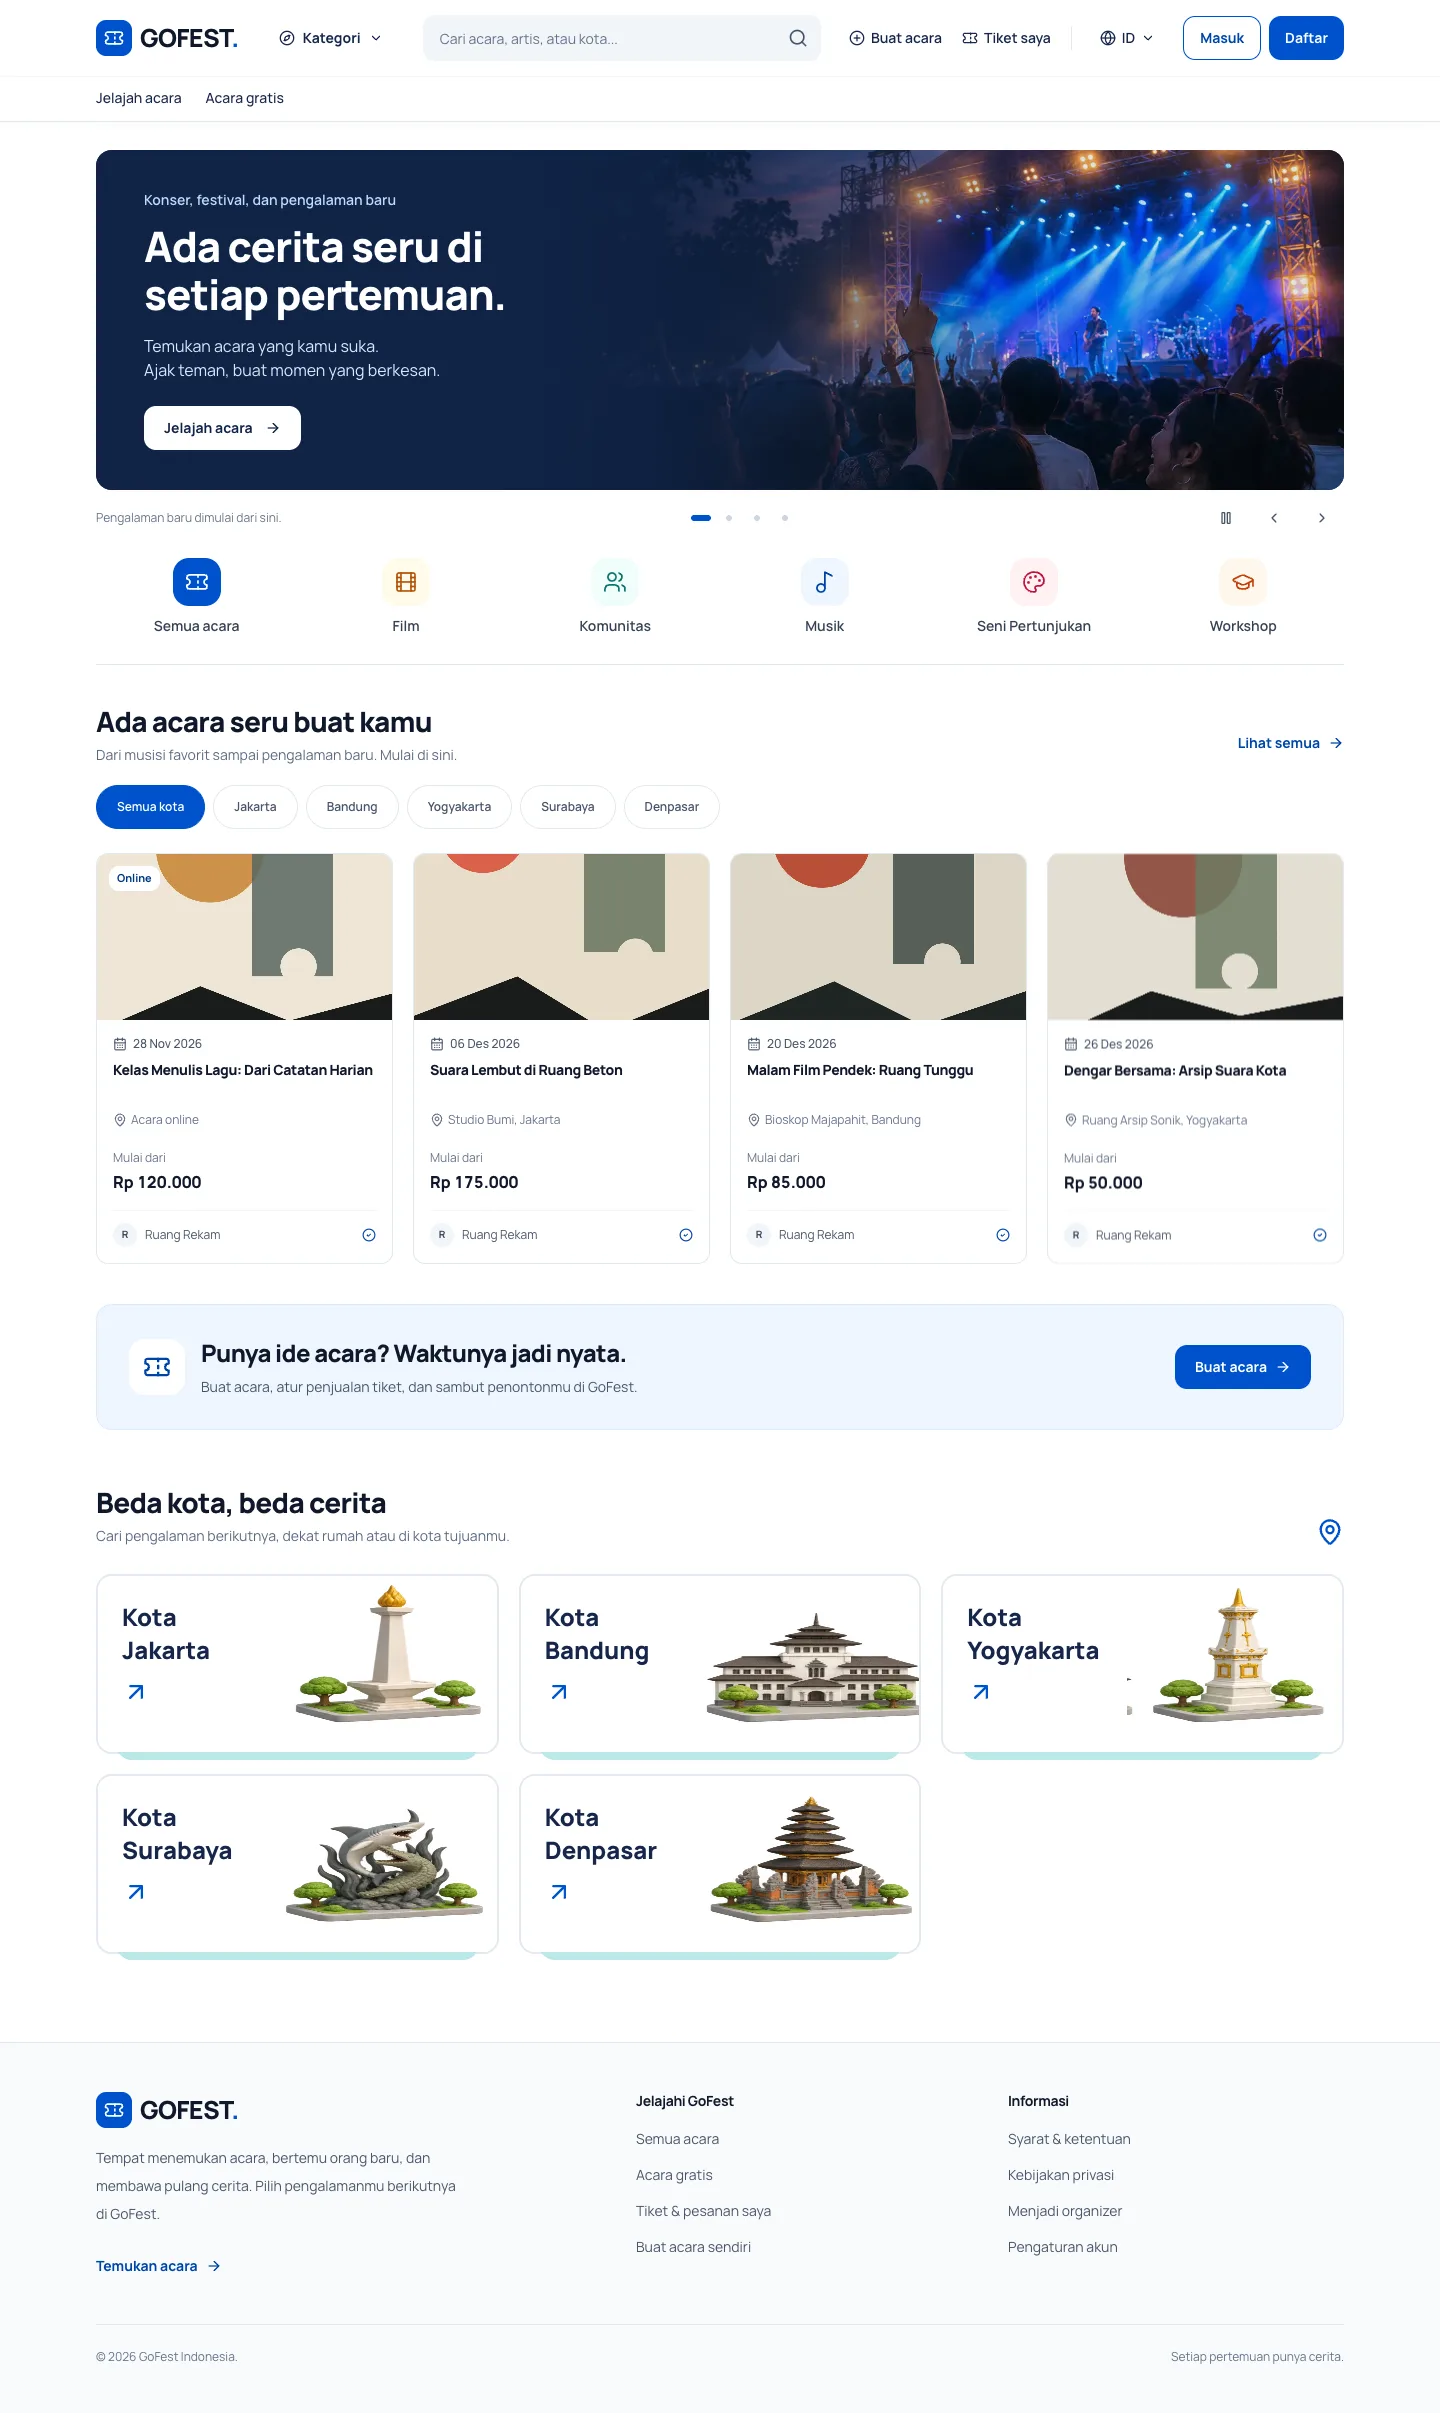 GOFEST.
Kategori
Cari acara, artis, atau kota...
Buat acara
Tiket saya
ID
Masuk
Daftar
Jelajah acara
Acara gratis
Konser, festival, dan pengalaman baru
Ada cerita seru di
setiap pertemuan.
Temukan acara yang kamu suka.
Ajak teman, buat momen yang berkesan.
Jelajah acara
Pengalaman baru dimulai dari sini.
Semua acara
Film
Komunitas
Musik
Seni Pertunjukan
Workshop
Ada acara seru buat kamu
Dari musisi favorit sampai pengalaman baru. Mulai di sini.
Lihat semua
Semua kota
Jakarta
Bandung
Yogyakarta
Surabaya
Denpasar
Online
28 Nov 2026
Kelas Menulis Lagu: Dari Catatan Harian
Acara online
Mulai dari
Rp 120.000
R
Ruang Rekam
06 Des 2026
Suara Lembut di Ruang Beton
Studio Bumi, Jakarta
Mulai dari
Rp 175.000
R
Ruang Rekam
20 Des 2026
Malam Film Pendek: Ruang Tunggu
Bioskop Majapahit, Bandung
Mulai dari
Rp 85.000
R
Ruang Rekam
26 Des 2026
Dengar Bersama: Arsip Suara Kota
Ruang Arsip Sonik, Yogyakarta
Mulai dari
Rp 50.000
R
Ruang Rekam
Punya ide acara? Waktunya jadi nyata.
Buat acara, atur penjualan tiket, dan sambut penontonmu di GoFest.
Buat acara
Beda kota, beda cerita
Cari pengalaman berikutnya, dekat rumah atau di kota tujuanmu.
Kota
Jakarta
Kota
Bandung
Kota
Yogyakarta
Kota
Surabaya
Kota
Denpasar
GOFEST.
Tempat menemukan acara, bertemu orang baru, dan
membawa pulang cerita. Pilih pengalamanmu berikutnya
di GoFest.
Temukan acara
Jelajahi GoFest
Semua acara
Acara gratis
Tiket & pesanan saya
Buat acara sendiri
Informasi
Syarat & ketentuan
Kebijakan privasi
Menjadi organizer
Pengaturan akun
© 2026 GoFest Indonesia.
Setiap pertemuan punya cerita.